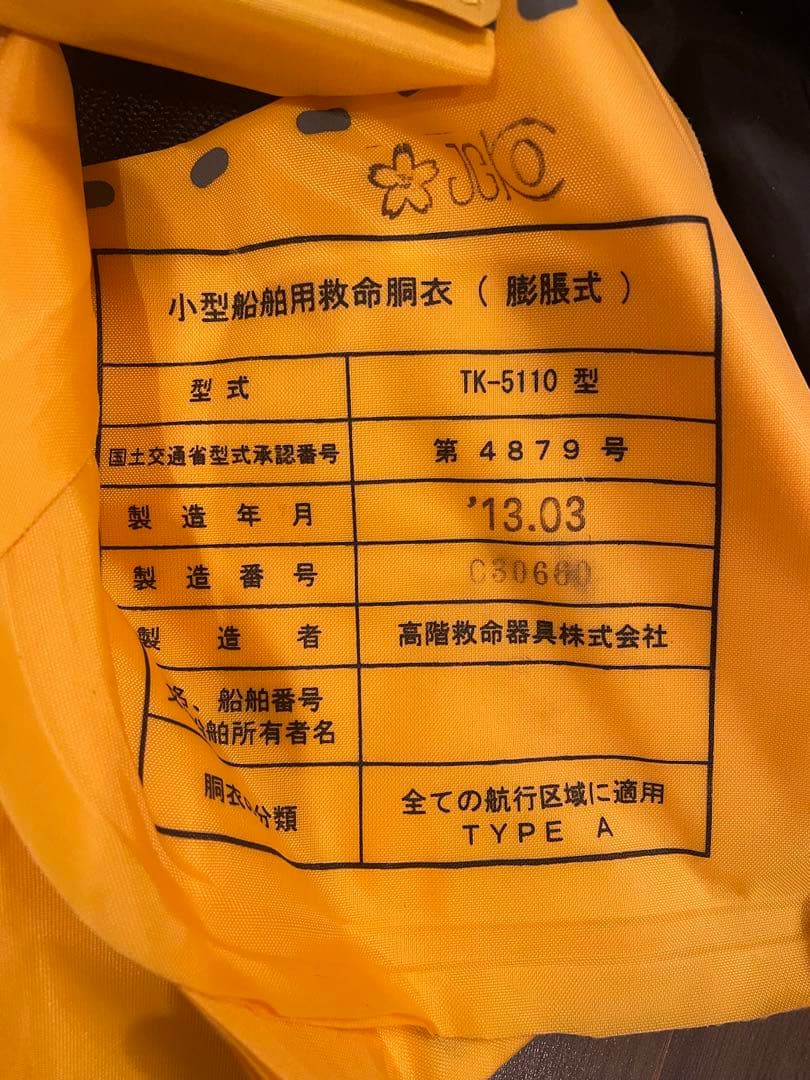 JCI
小型船舶用救命胴衣 ( 膨脹式 )
型式 TK-5110 型
国土交通省型式承認番号 第 4879 号
製造年月 '13.03
製造番号
製造者 高階救命器具株式会社
船舶番号
舶所有者名
胴衣 分類 全ての航行区域に適用
TYPE A